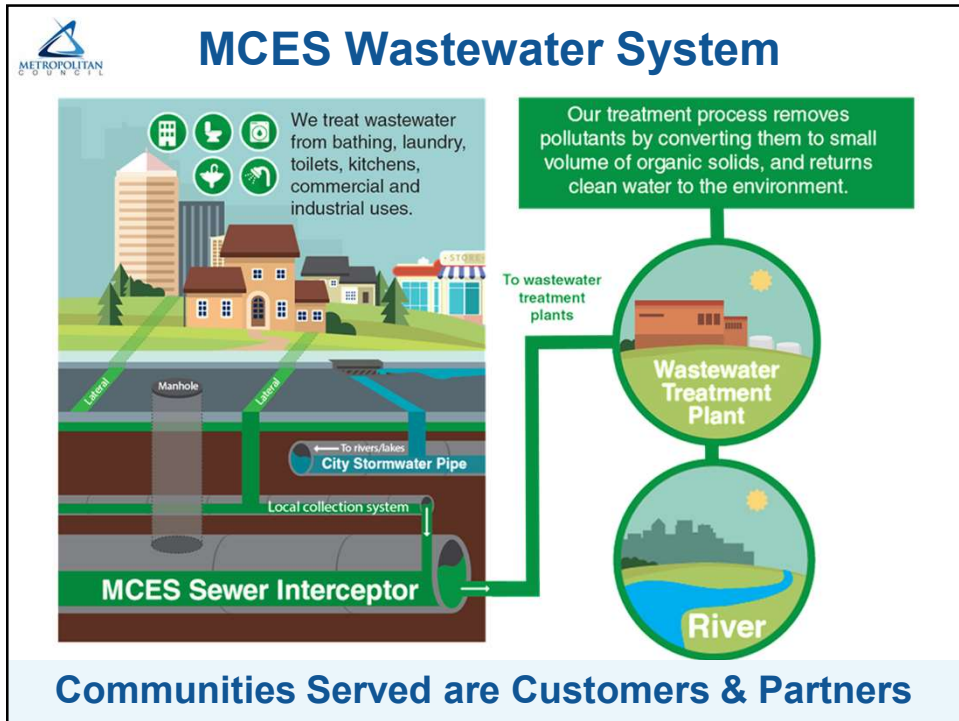 METROPOLITAN
COUNCIL
MCES Wastewater System
We treat wastewater
from bathing, laundry,
toilets, kitchens,
commercial and
industrial uses.
STORE
Lateral
Manhole
Lateral
To rivers/lakes
City Stormwater Pipe
Local collection system
MCES Sewer Interceptor
Our treatment process removes
pollutants by converting them to small
volume of organic solids, and returns
clean water to the environment.
To wastewater
treatment
plants
Wastewater
Treatment
Plant
River
Communities Served are Customers & Partners